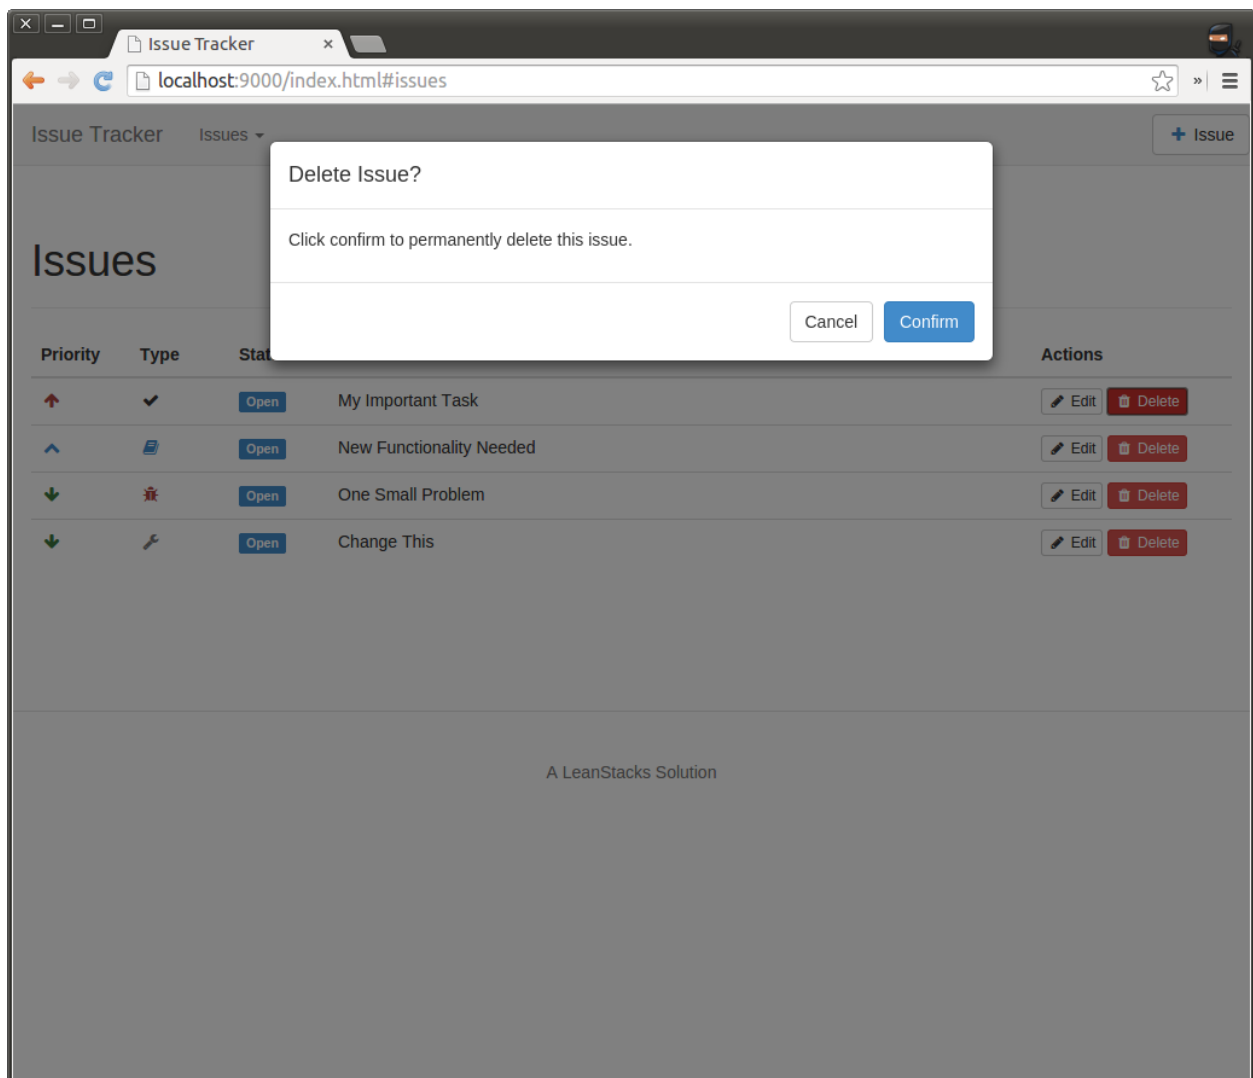 Issue Tracker
localhost:9000/index.html#issues
Issue Tracker Issues + Issue
Delete Issue?
Click confirm to permanently delete this issue.
Cancel Confirm
Issues
Priority Type Stat Actions
Open My Important Task Edit Delete
Open New Functionality Needed Edit Delete
Open One Small Problem Edit Delete
Open Change This Edit Delete
A LeanStacks Solution